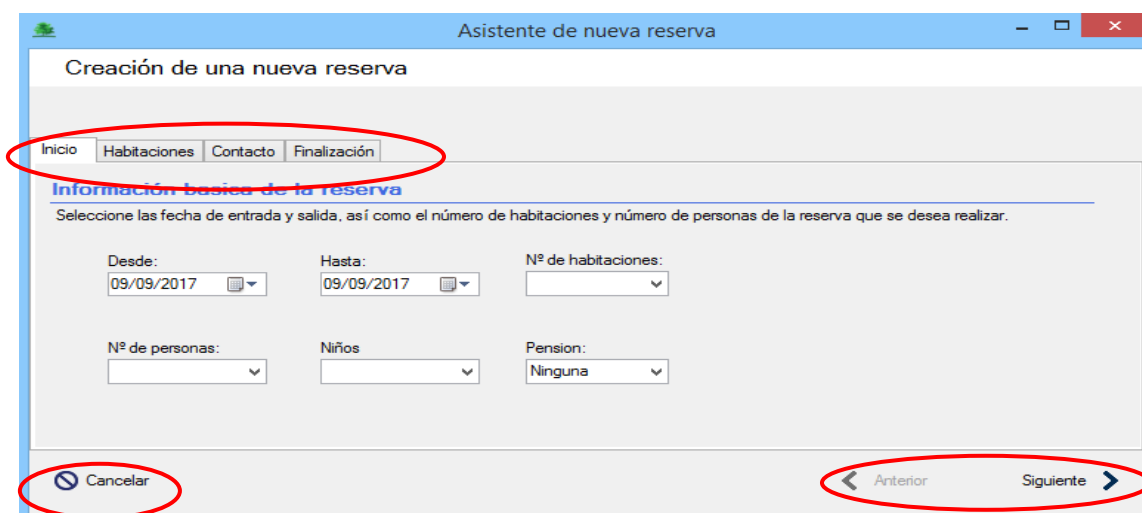 Asistente de nueva reserva
Creación de una nueva reserva
Inicio Habitaciones Contacto Finalización
Información basica de la reserva
Seleccione las fecha de entrada y salida, así como el número de habitaciones y número de personas de la reserva que se desea realizar.
Desde: Hasta: Nº de habitaciones:
09/09/2017 09/09/2017
Nº de personas: Niños Pension:
Ninguna
Cancelar Anterior Siguiente